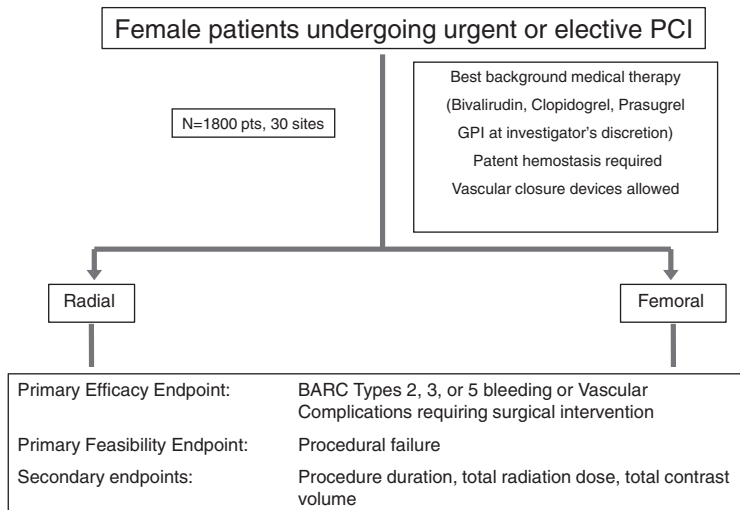 Female patients undergoing urgent or elective PCI
N=1800 pts, 30 sites
Best background medical therapy
(Bivalirudin, Clopidogrel, Prasugrel
GPI at investigator's discretion)
Patent hemostasis required
Vascular closure devices allowed
Radial
Femoral
Primary Efficacy Endpoint: BARC Types 2, 3, or 5 bleeding or Vascular
Complications requiring surgical intervention
Primary Feasibility Endpoint: Procedural failure
Secondary endpoints: Procedure duration, total radiation dose, total contrast
volume